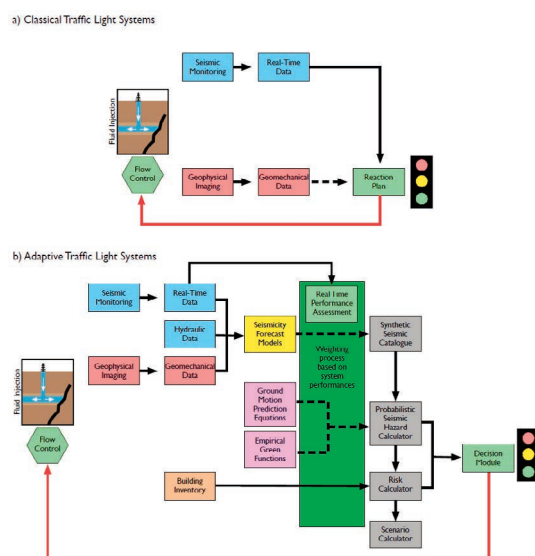 a) Classical Traffic Light Systems
Seismic
Monitoring
Real-Time
Data
Fluid Injection
Flow
Control
Geophysical
Imaging
Geomechanical
Data
Reaction
Plan
b) Adaptive Traffic Light Systems
Seismic
Monitoring
Real-Time
Data
Real Time
Performance
Assessment
Hydraulic
Data
Seismicity
Forecast
Models
Synthetic
Seismic
Catalogue
Geophysical
Imaging
Geomechanical
Data
Weighting
process
based on
system
performances
Fluid Injection
Flow
Control
Ground
Motion
Prediction
Equations
Empirical
Green
Functions
Probabilistic
Seismic
Hazard
Calculator
Building
Inventory
Risk
Calculator
Decision
Module
Scenario
Calculator